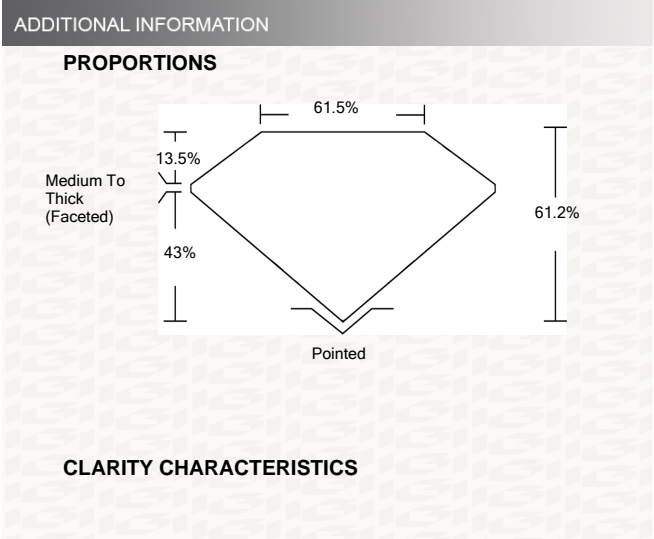 ADDITIONAL INFORMATION
PROPORTIONS
61.5%
13.5%
Medium To
Thick
(Faceted)
61.2%
43%
Pointed
CLARITY CHARACTERISTICS